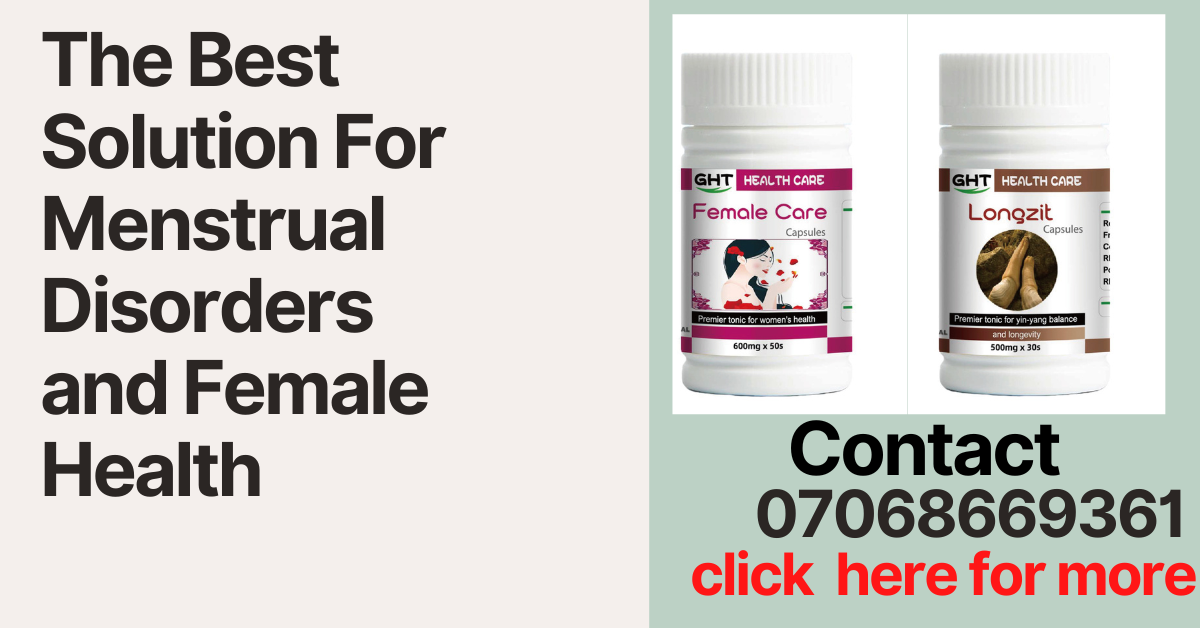 The Best
Solution For
Menstrual
Disorders
and Female
Health
GHT HEALTH CARE
Female Care
Capsules
Premier tonic for women's health
600mg x 50s
GHT HEALTH CARE
Longzit
Capsules
Premier tonic for yin-yang balance
and longevity
500mg x 30s
Contact
07068669361
click here for more